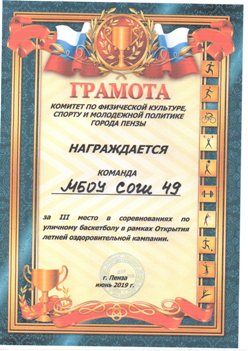 ГРАМОТА
КОМИТЕТ ПО ФИЗИЧЕСКОЙ КУЛЬТУРЕ,
СПОРТУ И МОЛОДЕЖНОЙ ПОЛИТИКЕ
ГОРОДА ПЕНЗЫ
НАГРАЖДАЕТСЯ
КОМАНДА
МБОУ СОШ 49
за III место в соревнованиях по
уличному баскетболу в рамках Открытия
летней оздоровительной кампании.
г. Пенза
июнь 2019 г.